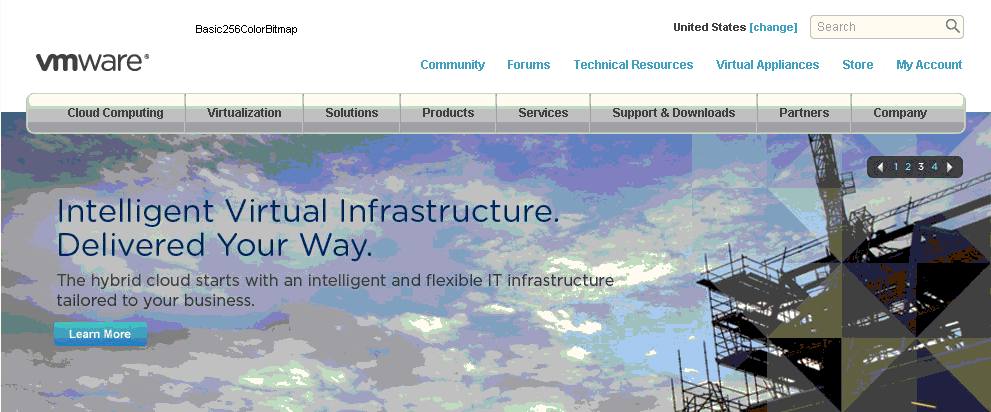 Basic256ColorBitmap
United States [change]
Search
vmware®
Community Forums Technical Resources Virtual Appliances Store My Account
Cloud Computing Virtualization Solutions Products Services Support & Downloads Partners Company
1 2 3 4
Intelligent Virtual Infrastructure.
Delivered Your Way.
The hybrid cloud starts with an intelligent and flexible IT infrastructure
tailored to your business.
Learn More